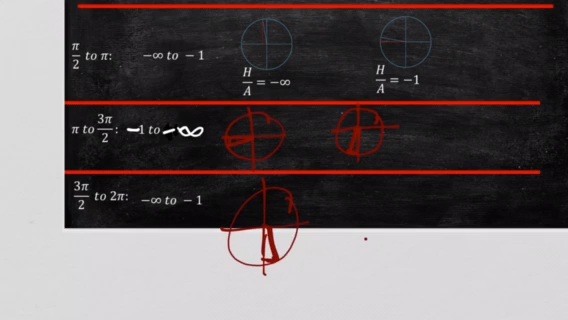 π/2 to π: −∞ to − 1
H/A = −∞
H/A = −1
π to 3π/2: −1 to −∞
3π/2 to 2π: −∞ to − 1